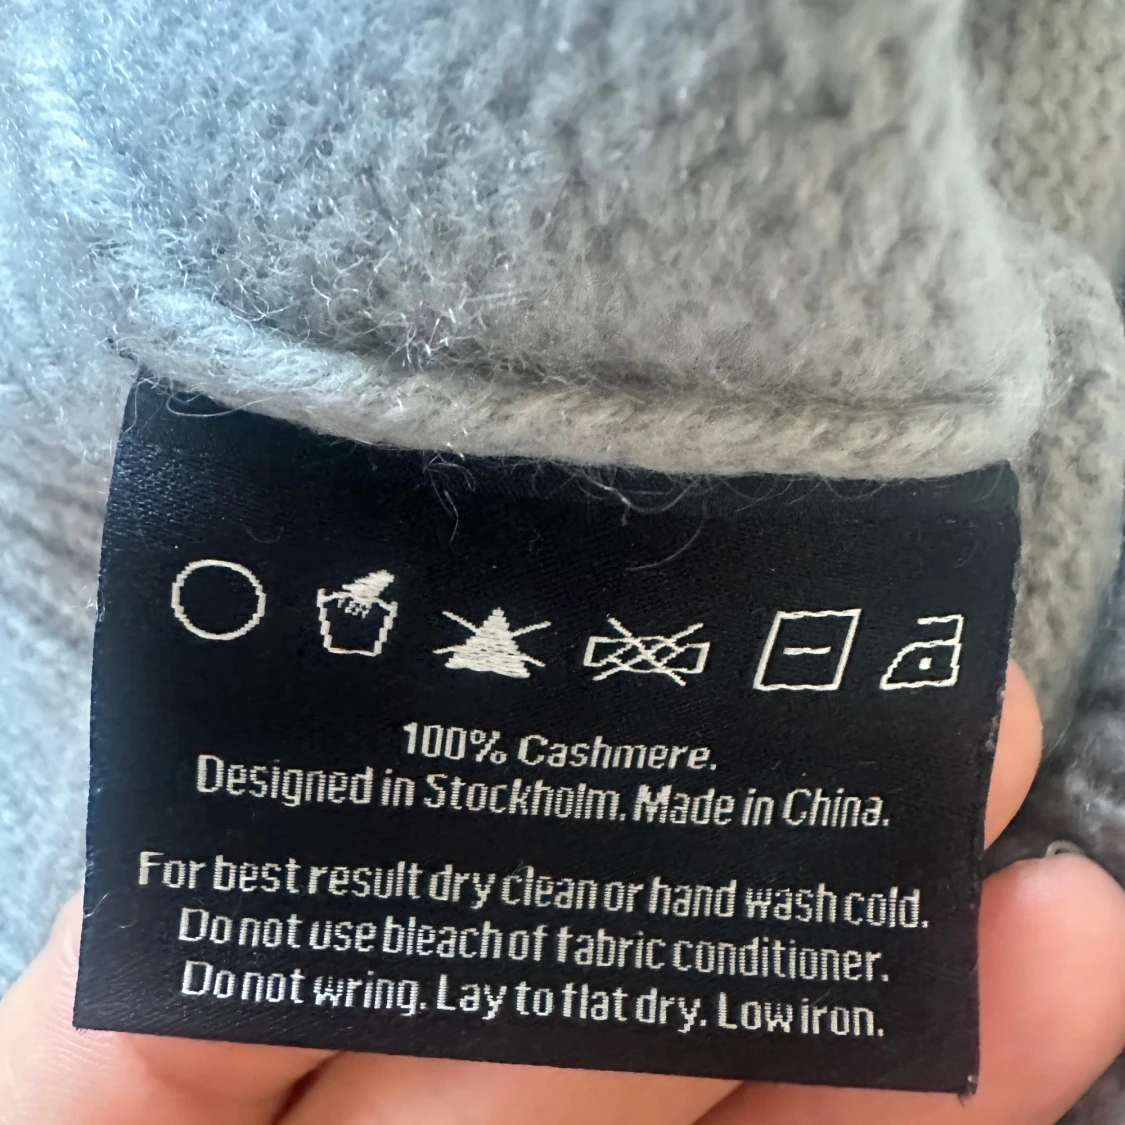 100% Cashmere.
Designed in Stockholm. Made in China.
For best result dry clean or hand wash cold.
Do not use bleach of fabric conditioner.
Do not wring. Lay to flat dry. Low iron.